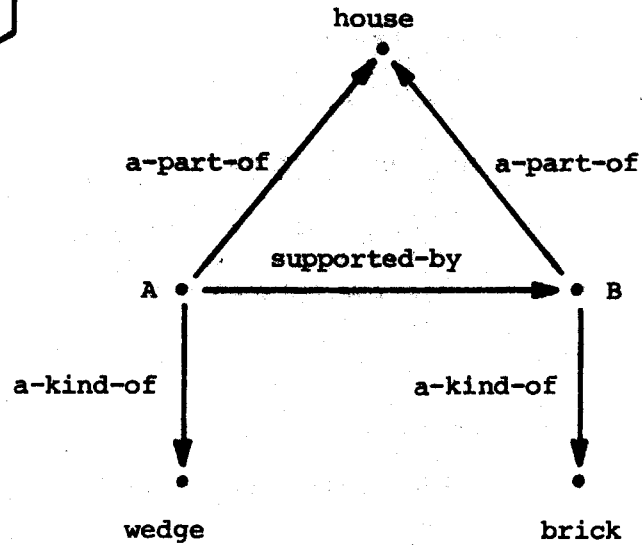 house
a-part-of a-part-of
supported-by
A B
a-kind-of a-kind-of
wedge brick